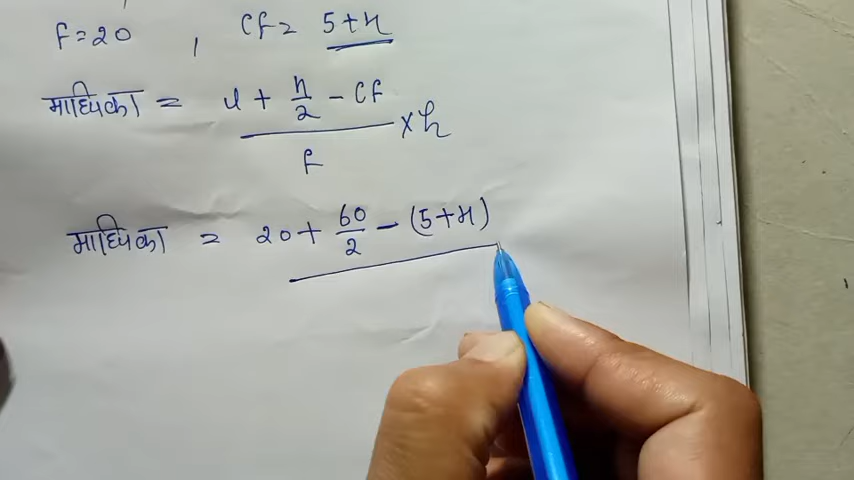 f = 20 , Cf = 5+x
माध्यिका = l + n/2 - Cf / f × h
माध्यिका = 20 + 60/2 - (5+x)